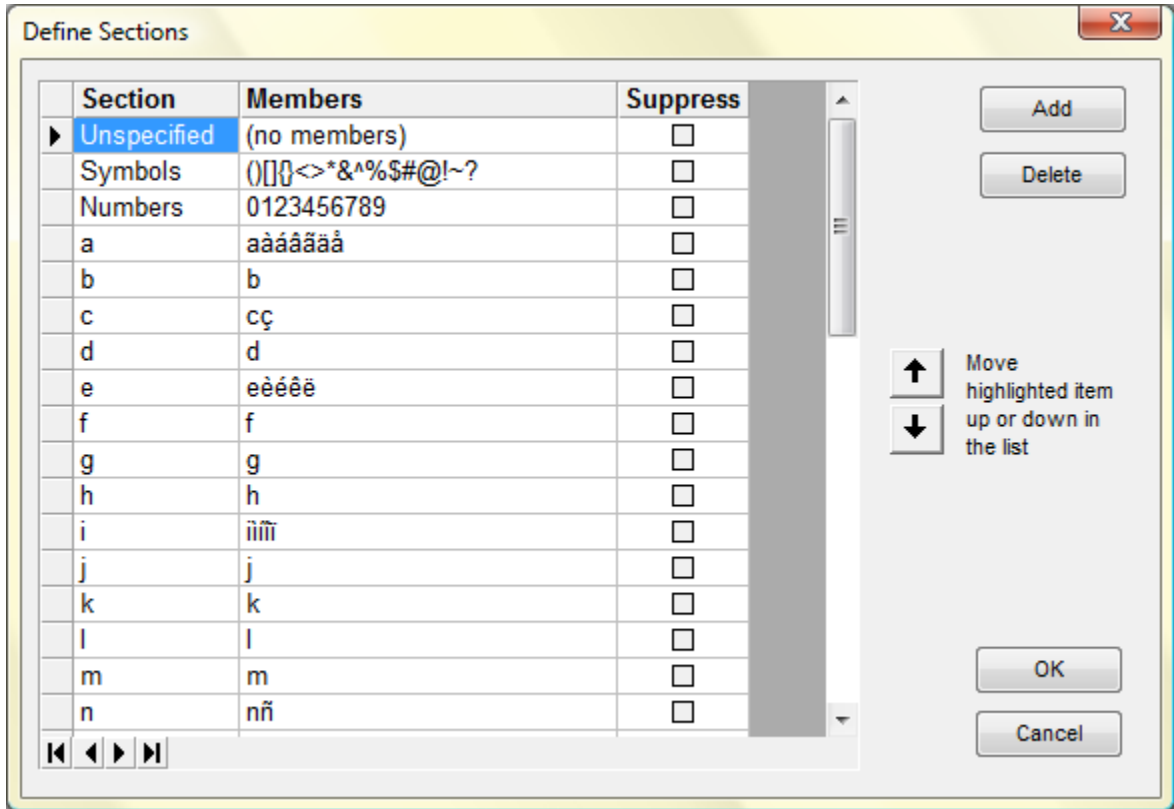 Define Sections
Section Members Suppress
Unspecified (no members)
Symbols ()[]{}<>*&^%$#@!~?
Numbers 0123456789
a aàáâãäå
b b
c cç
d d
e eèéêë
f f
g g
h h
i iìíîï
j j
k k
l l
m m
n nñ
Add
Delete
Move
highlighted item
up or down in
the list
OK
Cancel